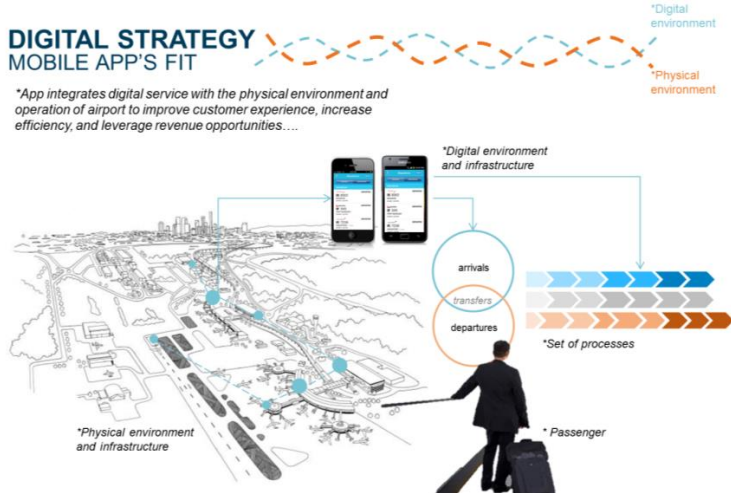 DIGITAL STRATEGY
MOBILE APP'S FIT
*Digital
environment
*Physical
environment
*App integrates digital service with the physical environment and
operation of airport to improve customer experience, increase
efficiency, and leverage revenue opportunities….
*Digital environment
and infrastructure
arrivals
transfers
departures
*Set of processes
*Physical environment
and infrastructure
* Passenger